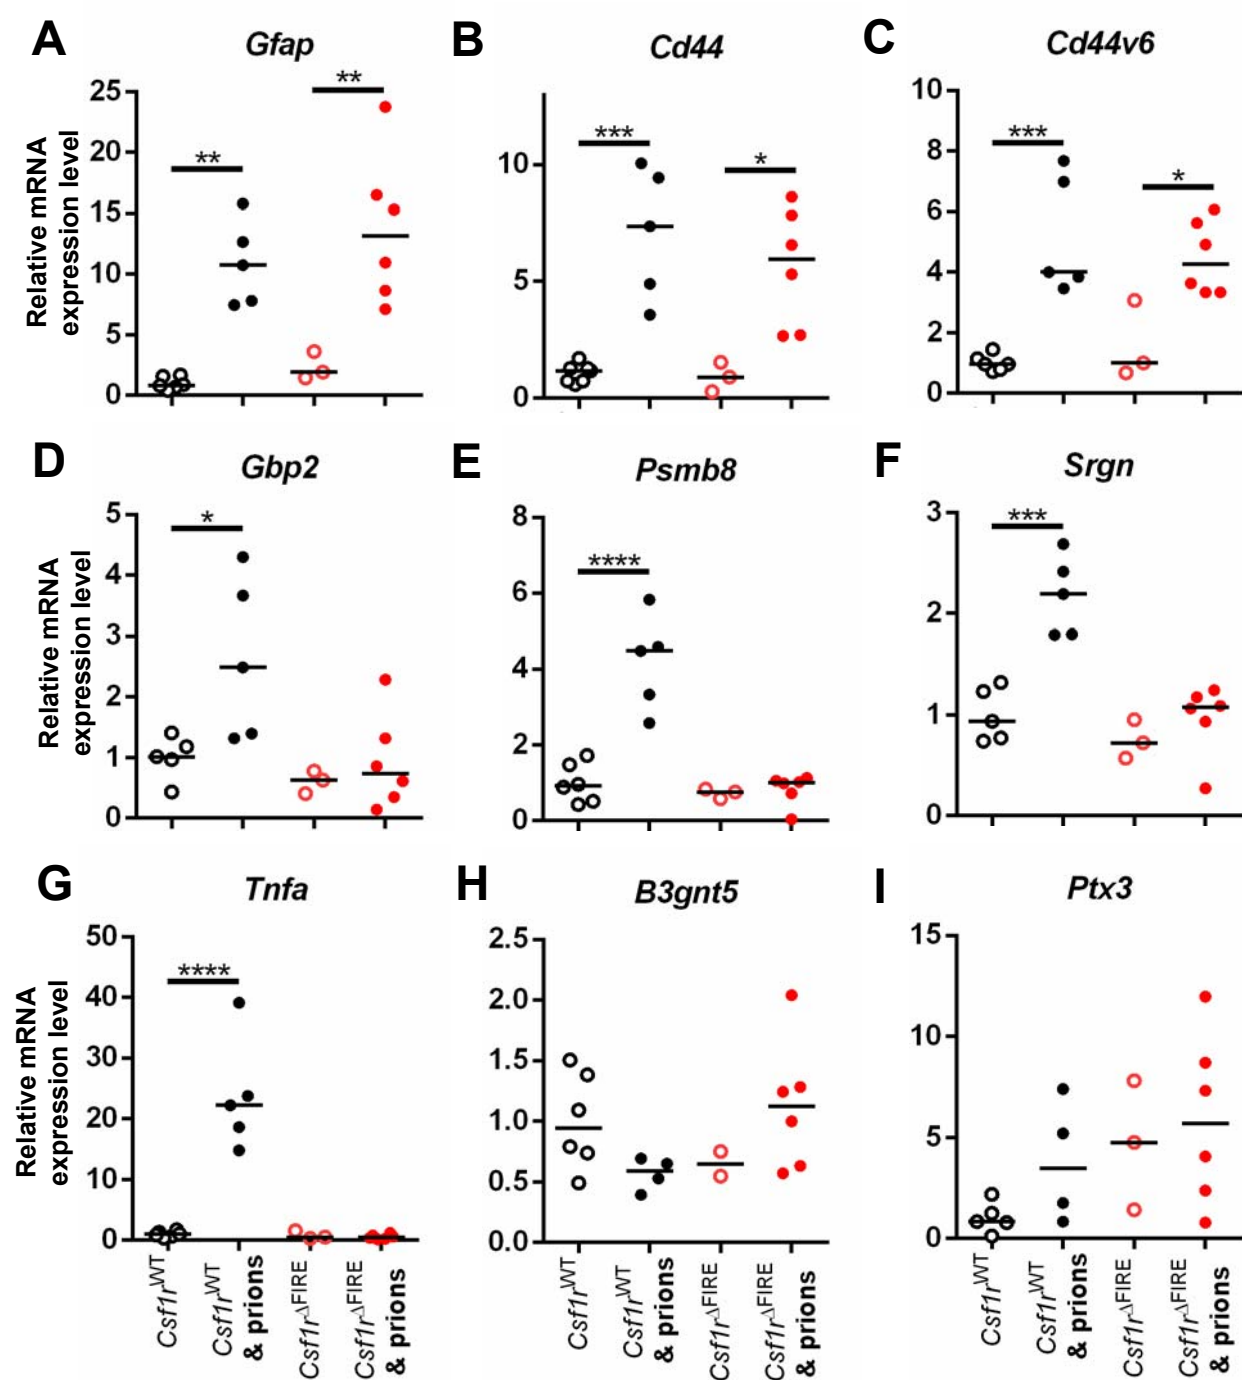 A
Gfap
B
Cd44
C
Cd44v6
Relative mRNA
expression level
25
20
15
10
5
0
**
**
10
5
0
***
*
10
8
6
4
2
0
***
*
D
Gbp2
E
Psmb8
F
Srgn
Relative mRNA
expression level
5
4
3
2
1
0
*
8
6
4
2
0
****
3
2
1
0
***
G
Tnfa
H
B3gnt5
I
Ptx3
Relative mRNA
expression level
50
40
30
20
10
0
****
2.5
2.0
1.5
1.0
0.5
0.0
15
10
5
0
Csf1rWT
Csf1rWT
& prions
Csf1rΔFIRE
Csf1rΔFIRE
& prions
Csf1rWT
Csf1rWT
& prions
Csf1rΔFIRE
Csf1rΔFIRE
& prions
Csf1rWT
Csf1rWT
& prions
Csf1rΔFIRE
Csf1rΔFIRE
& prions